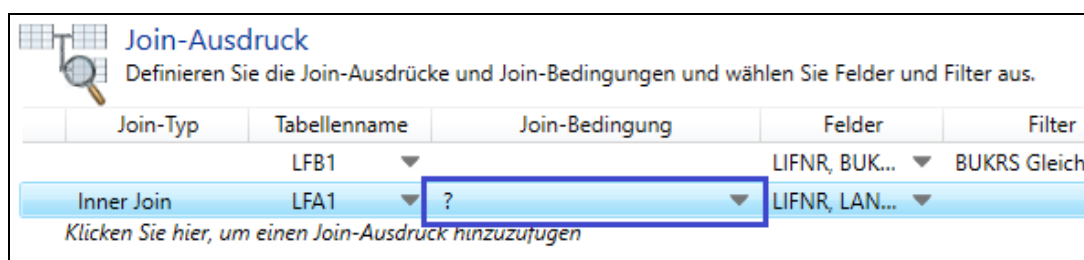 Join-Ausdruck
Definieren Sie die Join-Ausdrücke und Join-Bedingungen und wählen Sie Felder und Filter aus.
Join-Typ Tabellenname Join-Bedingung Felder Filter
LFB1 LIFNR, BUK... BUKRS Gleich
Inner Join LFA1 ? LIFNR, LAN...
Klicken Sie hier, um einen Join-Ausdruck hinzuzufügen